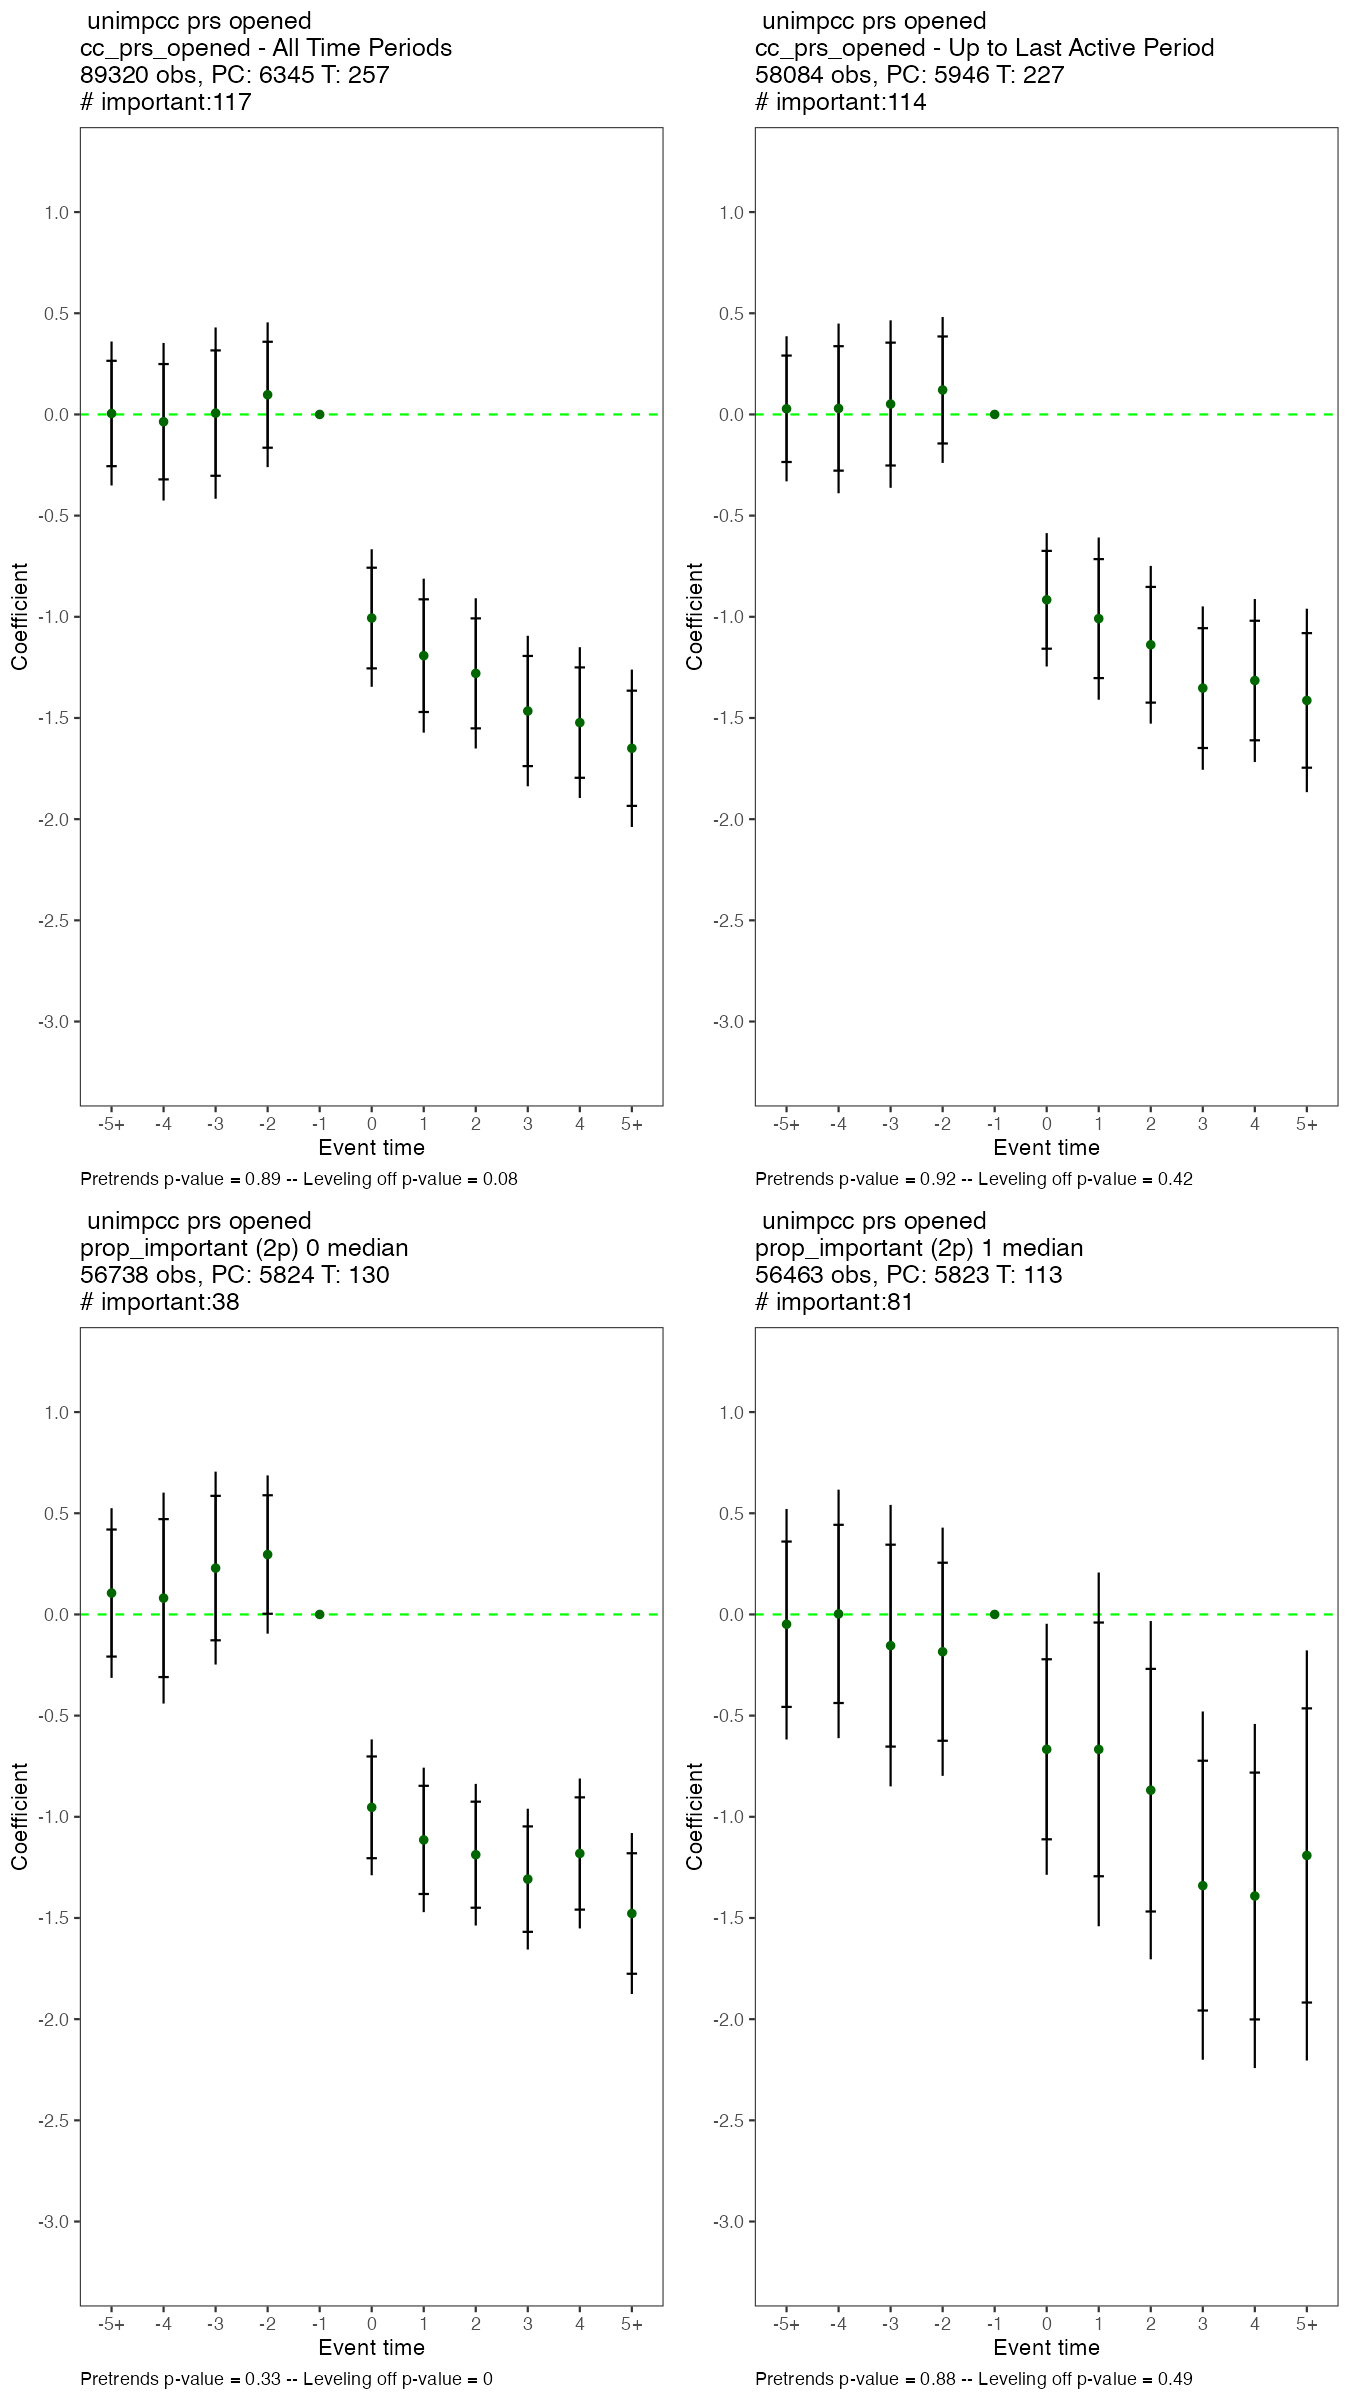 unimpcc prs opened
cc_prs_opened - All Time Periods
89320 obs, PC: 6345 T: 257
# important:117
1.0
0.5
0.0
-0.5
-1.0
-1.5
-2.0
-2.5
-3.0
Coefficient
-5+ -4 -3 -2 -1 0 1 2 3 4 5+
Event time
Pretrends p-value = 0.89 -- Leveling off p-value = 0.08
unimpcc prs opened
cc_prs_opened - Up to Last Active Period
58084 obs, PC: 5946 T: 227
# important:114
1.0
0.5
0.0
-0.5
-1.0
-1.5
-2.0
-2.5
-3.0
Coefficient
-5+ -4 -3 -2 -1 0 1 2 3 4 5+
Event time
Pretrends p-value = 0.92 -- Leveling off p-value = 0.42
unimpcc prs opened
prop_important (2p) 0 median
56738 obs, PC: 5824 T: 130
# important:38
1.0
0.5
0.0
-0.5
-1.0
-1.5
-2.0
-2.5
-3.0
Coefficient
-5+ -4 -3 -2 -1 0 1 2 3 4 5+
Event time
Pretrends p-value = 0.33 -- Leveling off p-value = 0
unimpcc prs opened
prop_important (2p) 1 median
56463 obs, PC: 5823 T: 113
# important:81
1.0
0.5
0.0
-0.5
-1.0
-1.5
-2.0
-2.5
-3.0
Coefficient
-5+ -4 -3 -2 -1 0 1 2 3 4 5+
Event time
Pretrends p-value = 0.88 -- Leveling off p-value = 0.49